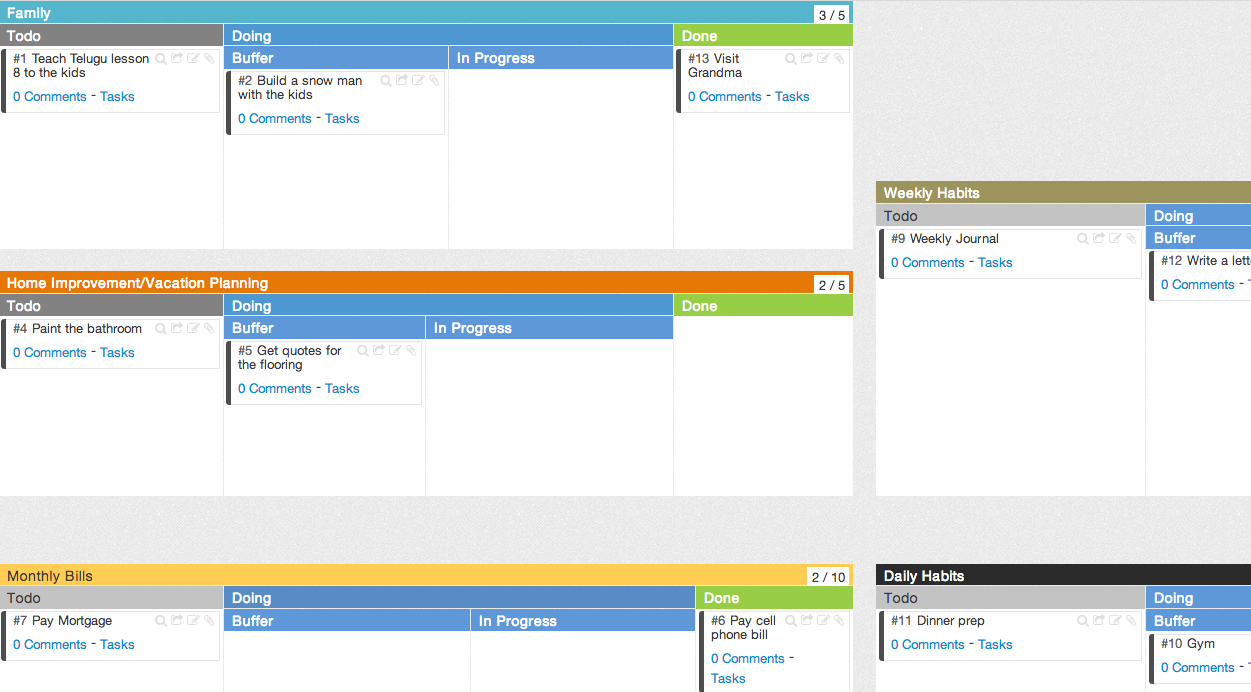 Family
3 / 5
Todo
Doing
Done
Buffer
In Progress
#1 Teach Telugu lesson
8 to the kids
0 Comments - Tasks
#2 Build a snow man
with the kids
0 Comments - Tasks
#13 Visit
Grandma
0 Comments - Tasks
Home Improvement/Vacation Planning
2 / 5
Todo
Doing
Done
Buffer
In Progress
#4 Paint the bathroom
0 Comments - Tasks
#5 Get quotes for
the flooring
0 Comments - Tasks
Monthly Bills
2 / 10
Todo
Doing
Done
Buffer
In Progress
#7 Pay Mortgage
0 Comments - Tasks
#6 Pay cell
phone bill
0 Comments -
Tasks
Weekly Habits
Todo
Doing
Buffer
#9 Weekly Journal
0 Comments - Tasks
#12 Write a
0 Comments -
Daily Habits
Todo
Doing
Buffer
#11 Dinner prep
0 Comments - Tasks
#10 Gym
0 Comments -